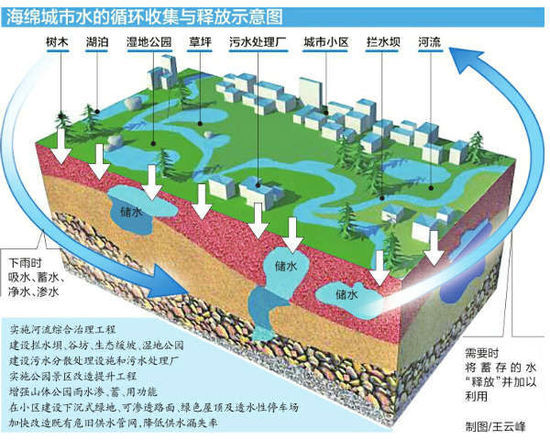 海绵城市水的循环收集与释放示意图
树木 湖泊 湿地公园 草坪 污水处理厂 城市小区 拦水坝 河流
储水
储水
储水
下雨时
吸水、蓄水、
净水、渗水
需要时
将蓄存的水
“释放”并加以
利用
实施河流综合治理工程
建设拦水坝、谷坊、生态缓坡、湿地公园
建设污水分散处理设施和污水处理厂
实施公园景区改造提升工程
增强山体公园雨水渗、蓄、用功能
在小区建设下沉式绿地、可渗透路面、绿色屋顶及透水性停车场
加快改造既有危旧供水管网,降低供水漏失率
制图/王云峰